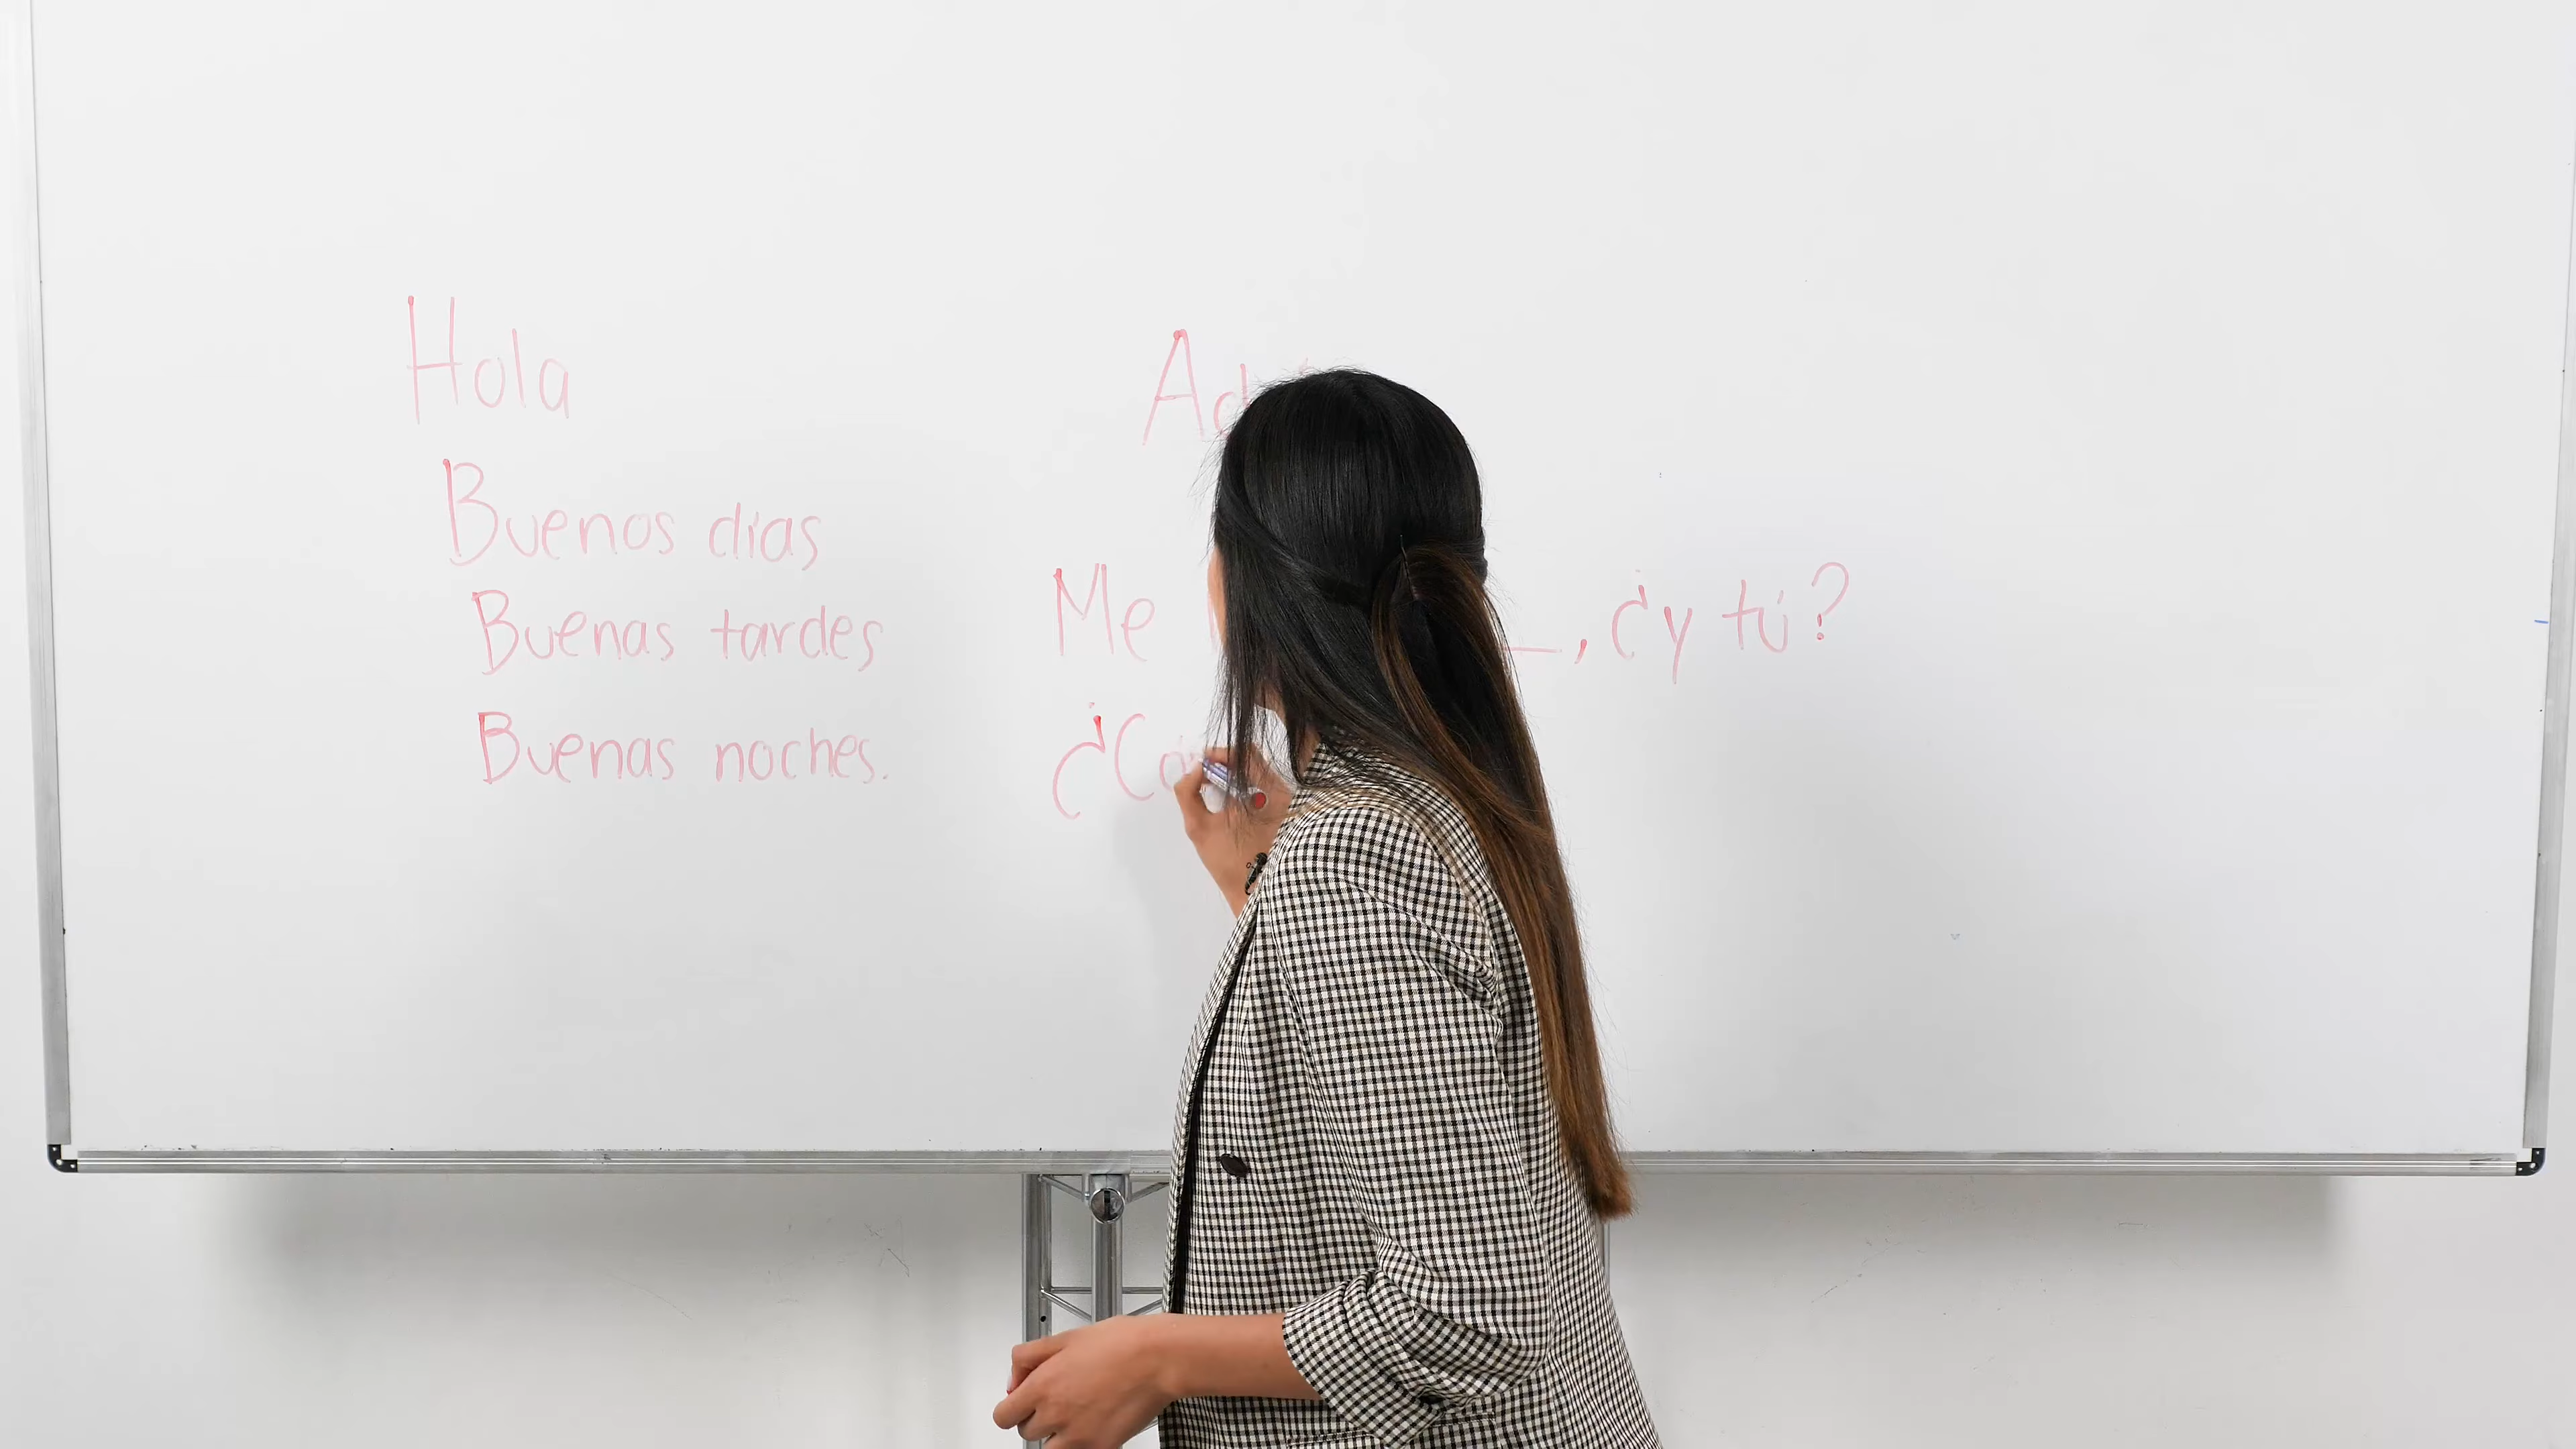 Hola
Buenos días
Buenas tardes
Buenas noches.
Me
, ¿y tú?